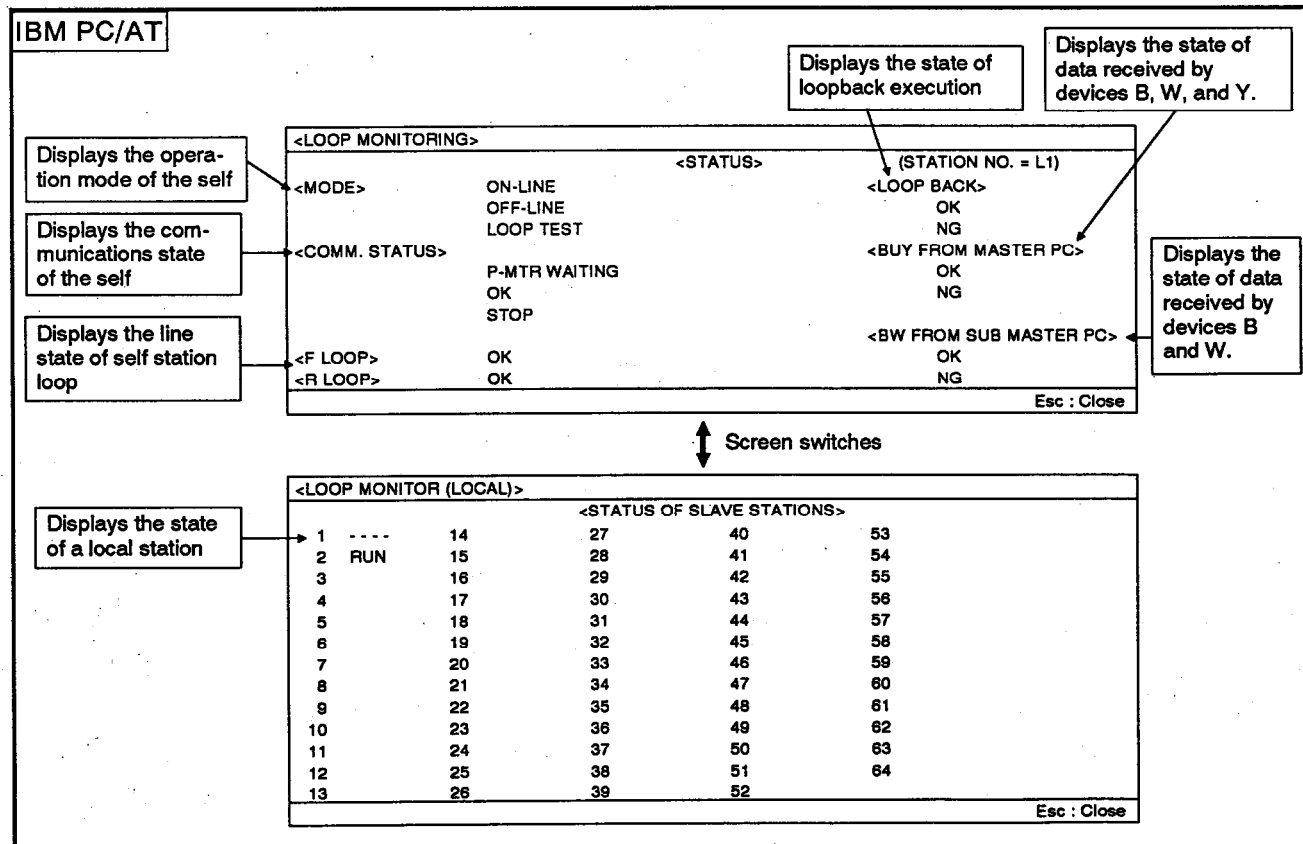 IBM PC/AT
Displays the state of
loopback execution
Displays the state of
data received by
devices B, W, and Y.
Displays the opera-
tion mode of the self
Displays the com-
munications state
of the self
Displays the line
state of self station
loop
<LOOP MONITORING>
<STATUS> (STATION NO. = L1)
<MODE> ON-LINE <LOOP BACK>
OFF-LINE OK
LOOP TEST NG
<COMM. STATUS> <BUY FROM MASTER PC>
P-MTR WAITING OK
OK NG
STOP
<BW FROM SUB MASTER PC>
<F LOOP> OK OK
<R LOOP> OK NG
Esc : Close
Displays the
state of data
received by
devices B
and W.
Screen switches
Displays the state
of a local station
<LOOP MONITOR (LOCAL)>
<STATUS OF SLAVE STATIONS>
1 - - - - 14 27 40 53
2 RUN 15 28 41 54
3 16 29 42 55
4 17 30 43 56
5 18 31 44 57
6 19 32 45 58
7 20 33 46 59
8 21 34 47 60
9 22 35 48 61
10 23 36 49 62
11 24 37 50 63
12 25 38 51 64
13 26 39 52
Esc : Close